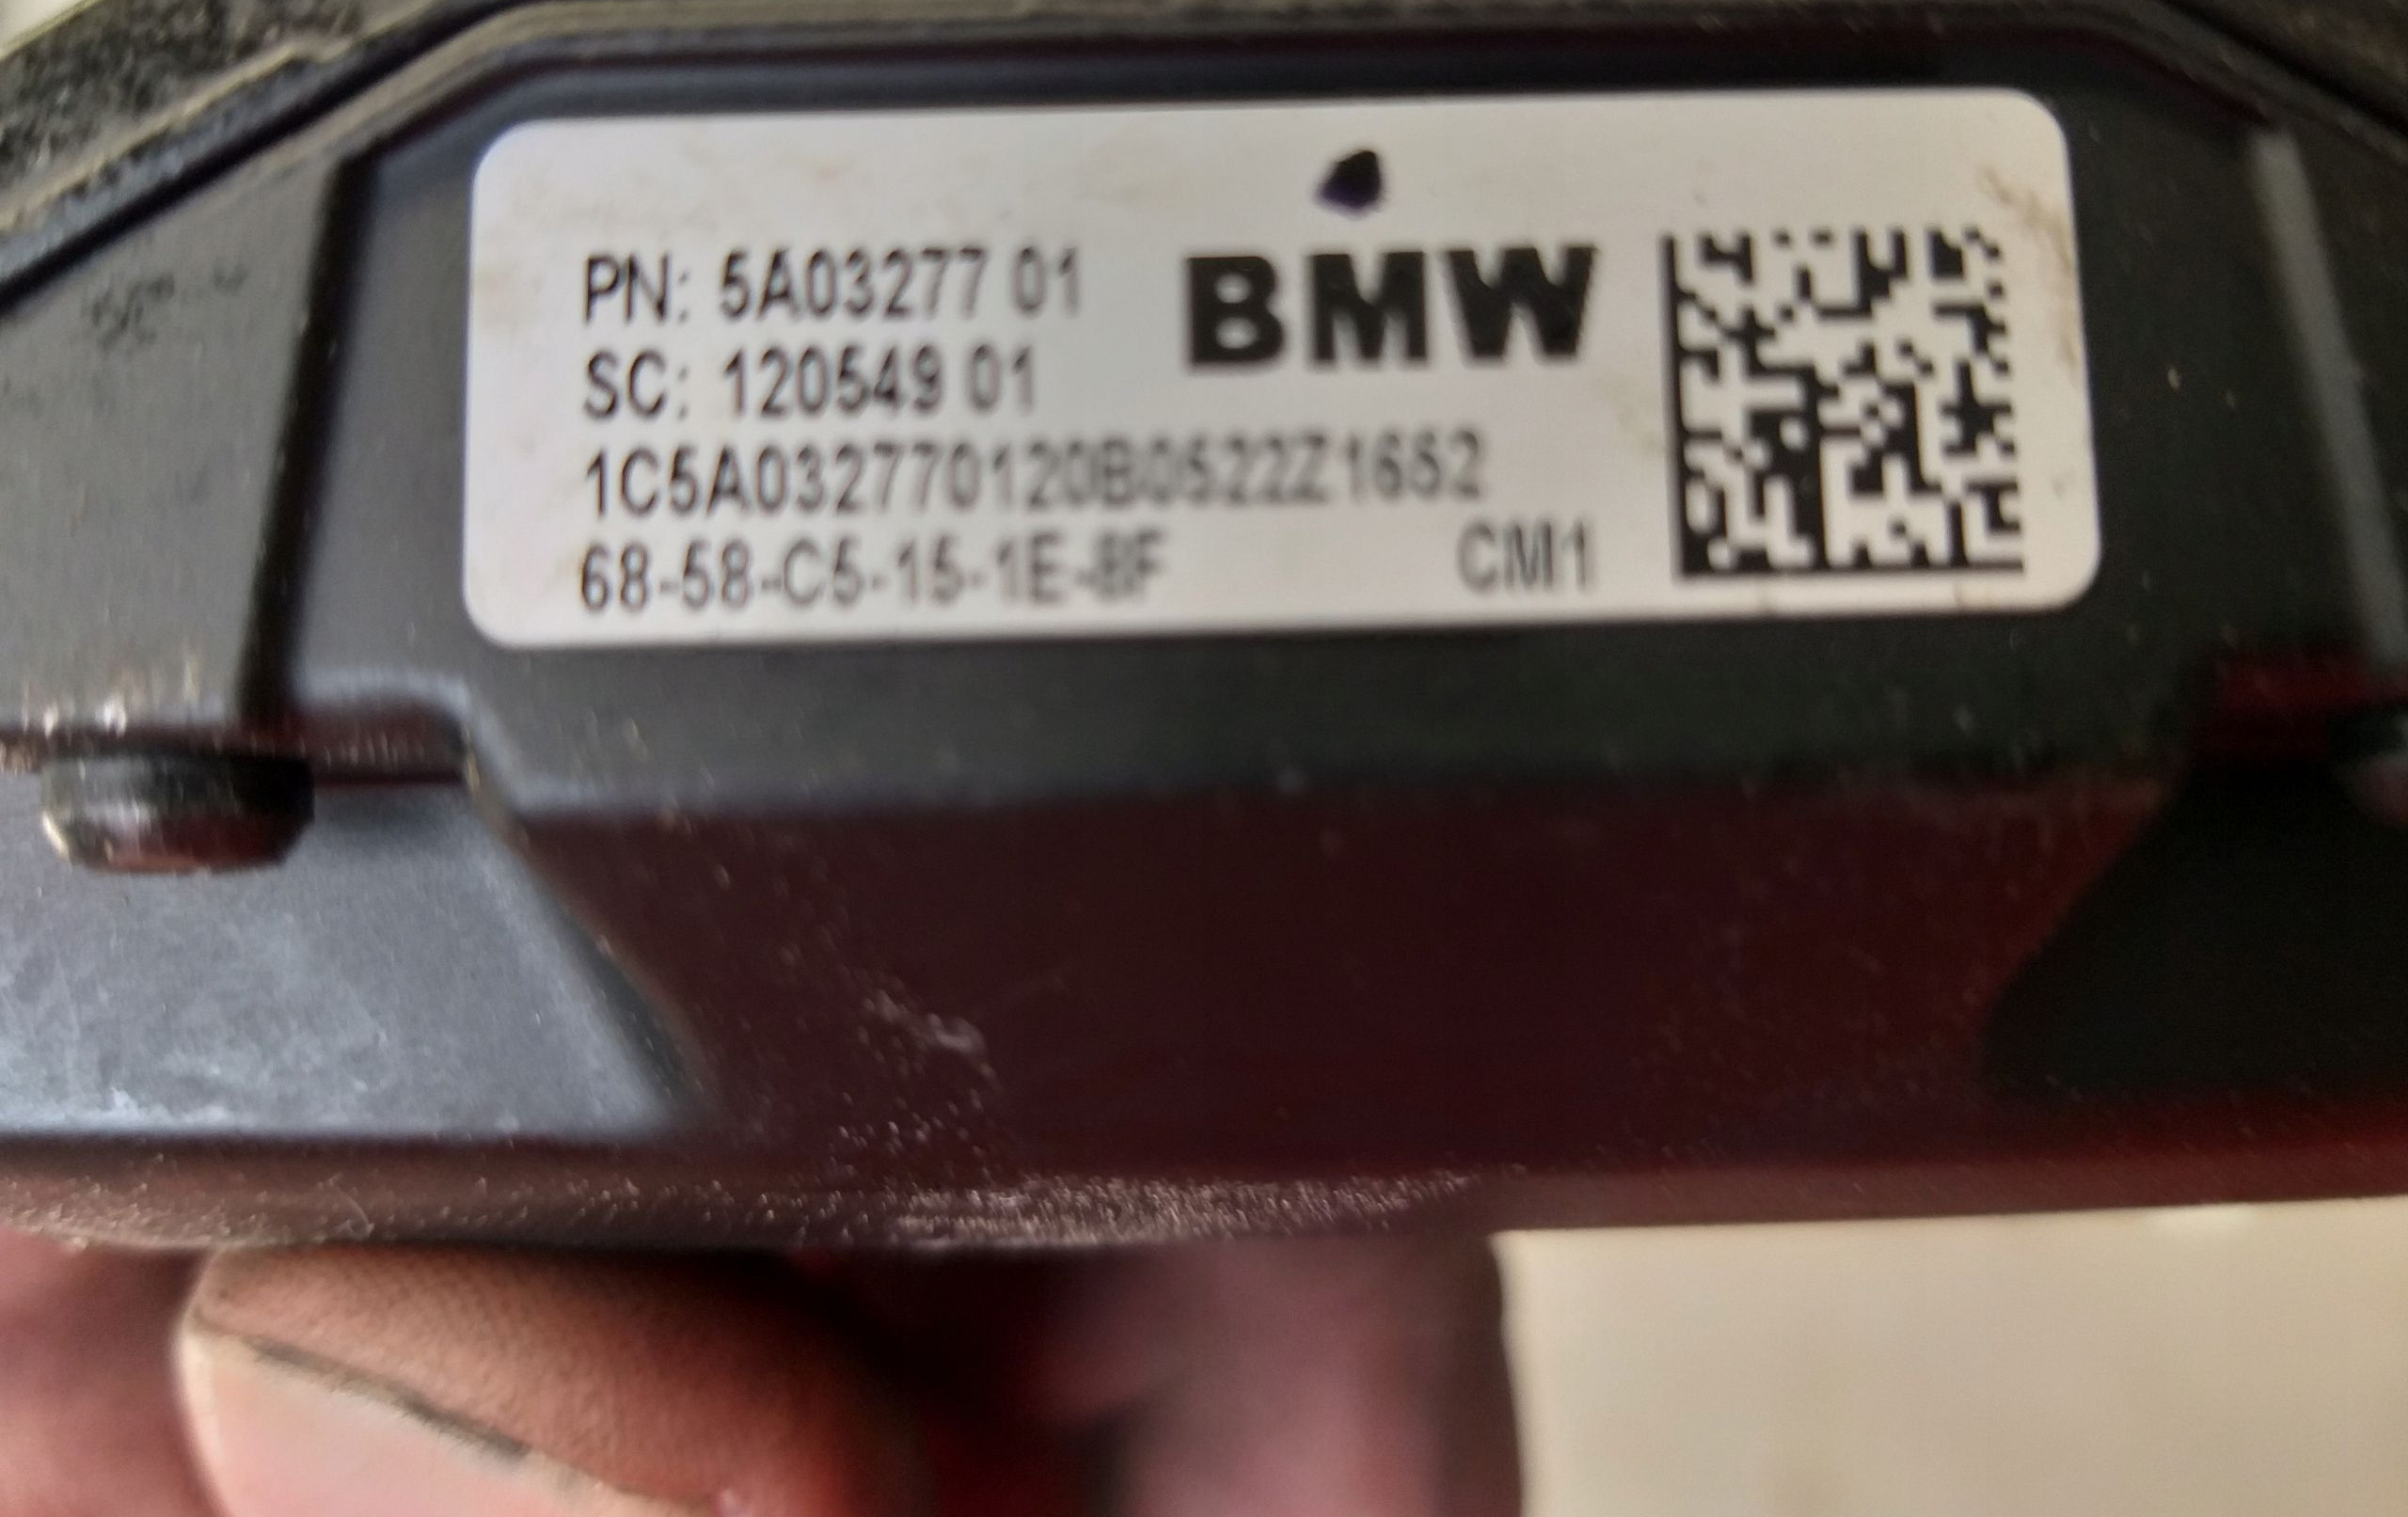 PN: 5A03277 01
BMW
SC: 120549 01
1C5A032770120B0522Z1652
68-58-C5-15-1E-8F
CM1